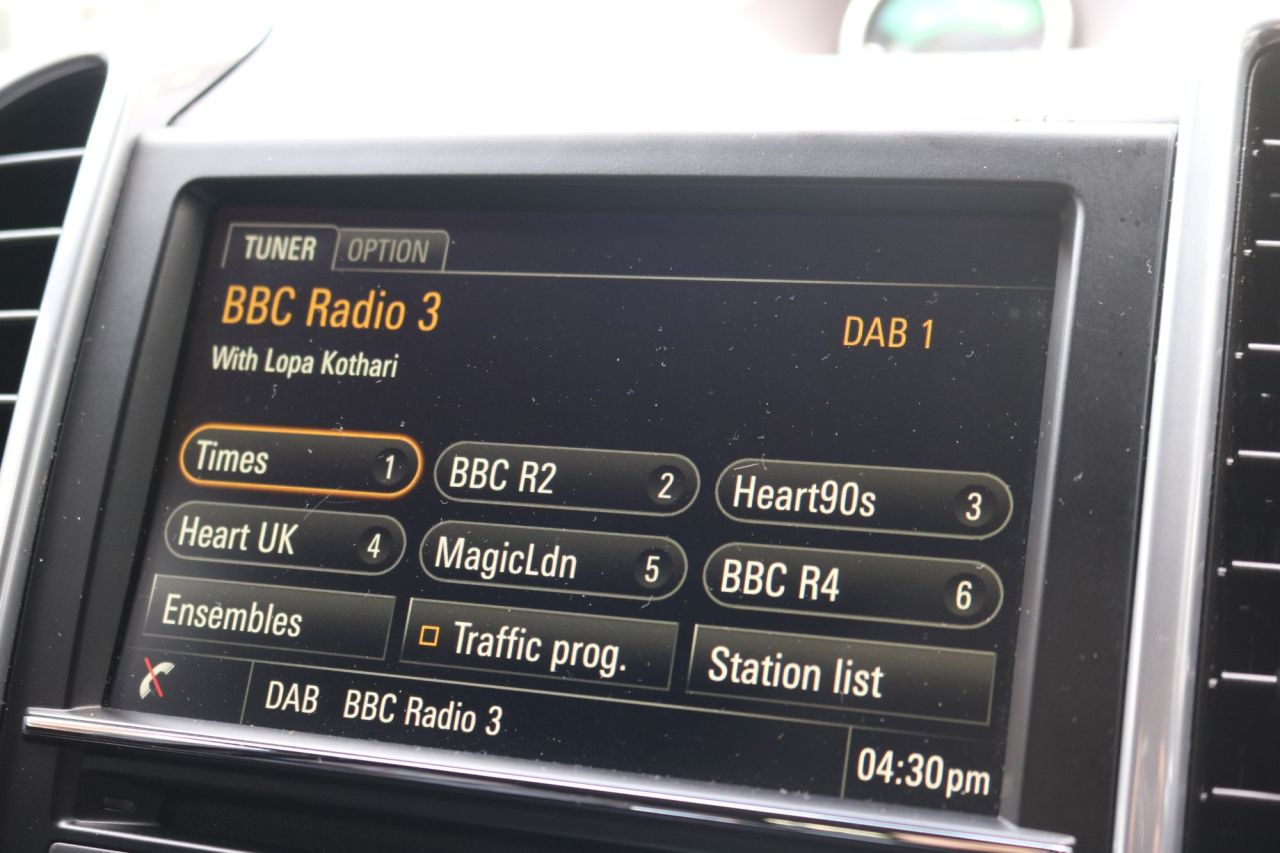 TUNER OPTION
BBC Radio 3 DAB 1
With Lopa Kothari
Times 1 BBC R2 2 Heart90s 3
Heart UK 4 MagicLdn 5 BBC R4 6
Ensembles Traffic prog. Station list
DAB BBC Radio 3 04:30pm